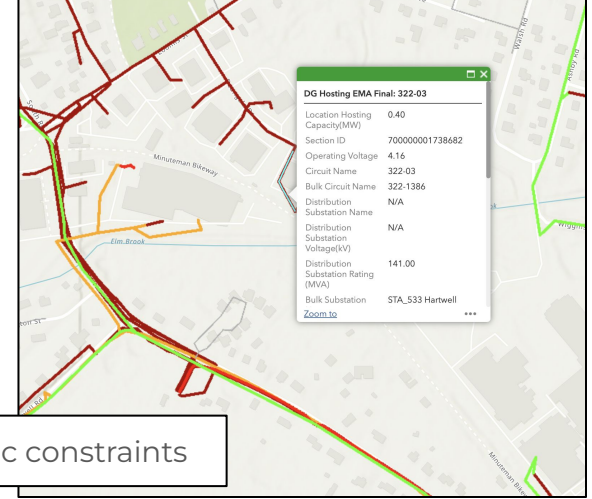 Walsh Rd
Ashby Rd
DG Hosting EMA Final: 322-03
Location Hosting Capacity(MW) 0.40
Section ID 700000001738682
Operating Voltage 4.16
Circuit Name 322-03
Bulk Circuit Name 322-1386
Distribution Substation Name N/A
Distribution Substation Voltage(kV) N/A
Distribution Substation Rating (MVA) 141.00
Bulk Substation STA_533 Hartwell
Zoom to
Minuteman Bikeway
Elm Brook
c constraints